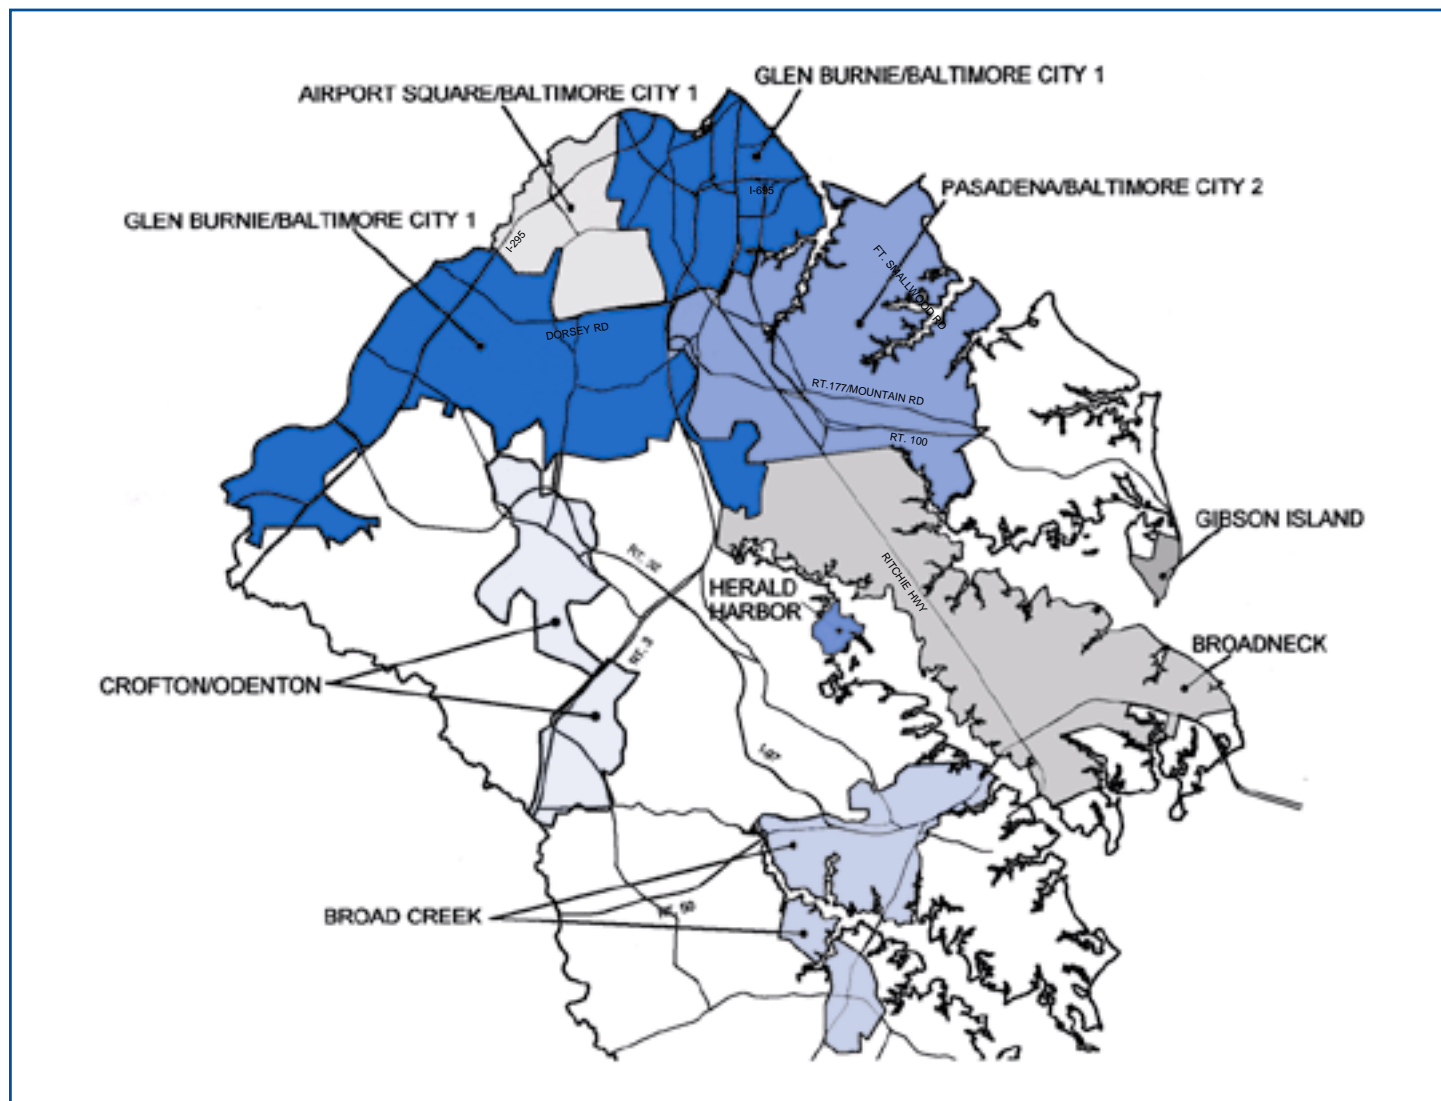 GLEN BURNIE/BALTIMORE CITY 1
AIRPORT SQUARE/BALTIMORE CITY 1
PASADENA/BALTIMORE CITY 2
I-695
GLEN BURNIE/BALTIMORE CITY 1
I-295
FT. SMALLWOOD RD
DORSEY RD
RT.177/MOUNTAIN RD
RT. 100
GIBSON ISLAND
RT. 32
RITCHIE HWY
HERALD
HARBOR
BROADNECK
RT. 3
CROFTON/ODENTON
I-97
RT. 50
BROAD CREEK